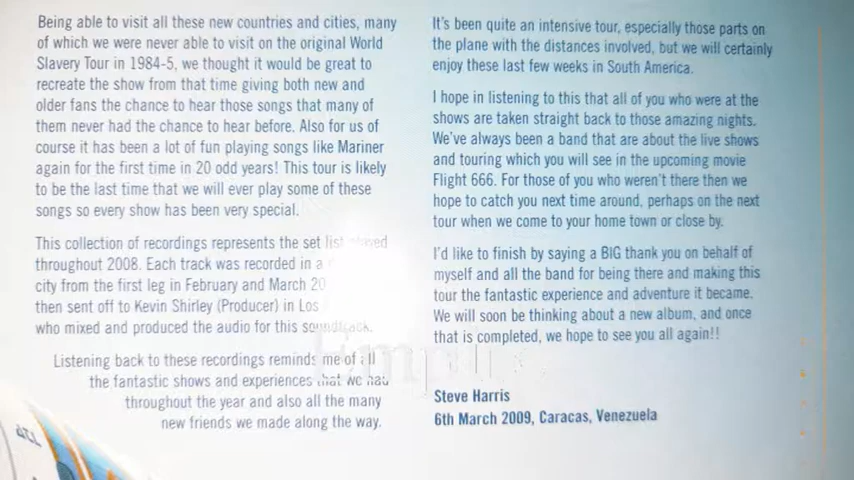 Being able to visit all these new countries and cities, many
of which we were never able to visit on the original World
Slavery Tour in 1984-5, we thought it would be great to
recreate the show from that time giving both new and
older fans the chance to hear those songs that many of
them never had the chance to hear before. Also for us of
course it has been a lot of fun playing songs like Mariner
again for the first time in 20 odd years! This tour is likely
to be the last time that we will ever play some of these
songs so every show has been very special.
This collection of recordings represents the set list
throughout 2008. Each track was recorded in a
city from the first leg in February and March 20
then sent off to Kevin Shirley (Producer) in Los
who mixed and produced the audio for this soundtrack.
Listening back to these recordings reminds me of all
the fantastic shows and experiences that we had
throughout the year and also all the many
new friends we made along the way.
It's been quite an intensive tour, especially those parts on
the plane with the distances involved, but we will certainly
enjoy these last few weeks in South America.
I hope in listening to this that all of you who were at the
shows are taken straight back to those amazing nights.
We've always been a band that are about the live shows
and touring which you will see in the upcoming movie
Flight 666. For those of you who weren't there then we
hope to catch you next time around, perhaps on the next
tour when we come to your home town or close by.
I'd like to finish by saying a BIG thank you on behalf of
myself and all the band for being there and making this
tour the fantastic experience and adventure it became.
We will soon be thinking about a new album, and once
that is completed, we hope to see you all again!!
Steve Harris
6th March 2009, Caracas, Venezuela